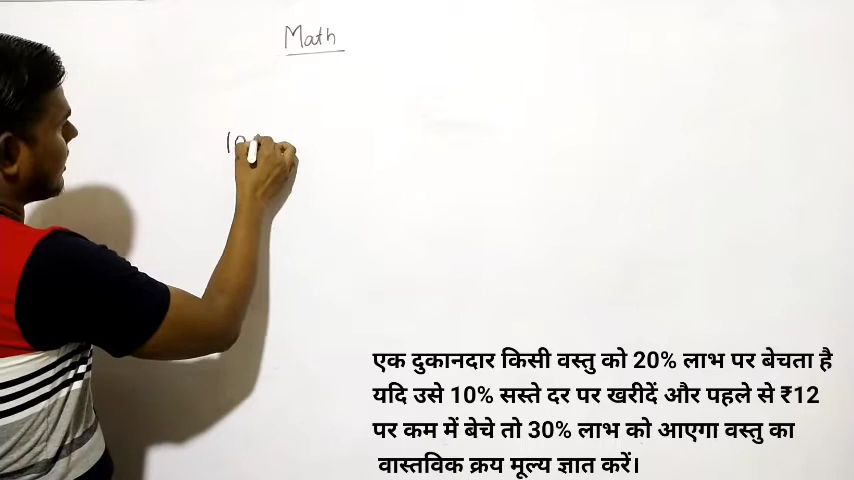 Math
10
एक दुकानदार किसी वस्तु को 20% लाभ पर बेचता है
यदि उसे 10% सस्ते दर पर खरीदें और पहले से ₹12
पर कम में बेचे तो 30% लाभ को आएगा वस्तु का
वास्तविक क्रय मूल्य ज्ञात करें।